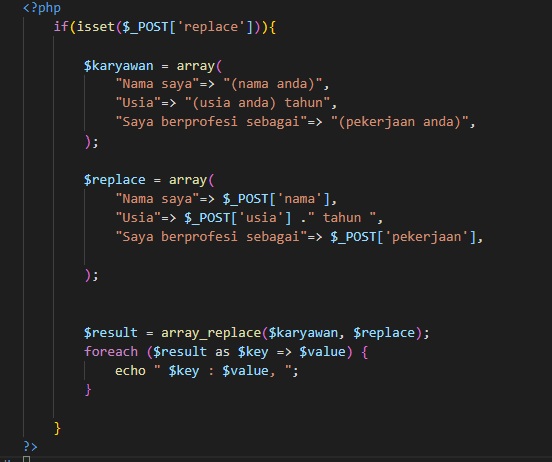 <?php
if(isset($_POST['replace'])){
$karyawan = array(
"Nama saya"=> "(nama anda)",
"Usia"=> "(usia anda) tahun",
"Saya berprofesi sebagai"=> "(pekerjaan anda)",
);
$replace = array(
"Nama saya"=> $_POST['nama'],
"Usia"=> $_POST['usia'] ." tahun ",
"Saya berprofesi sebagai"=> $_POST['pekerjaan'],
);
$result = array_replace($karyawan, $replace);
foreach ($result as $key => $value) {
echo " $key : $value, ";
}
}
?>